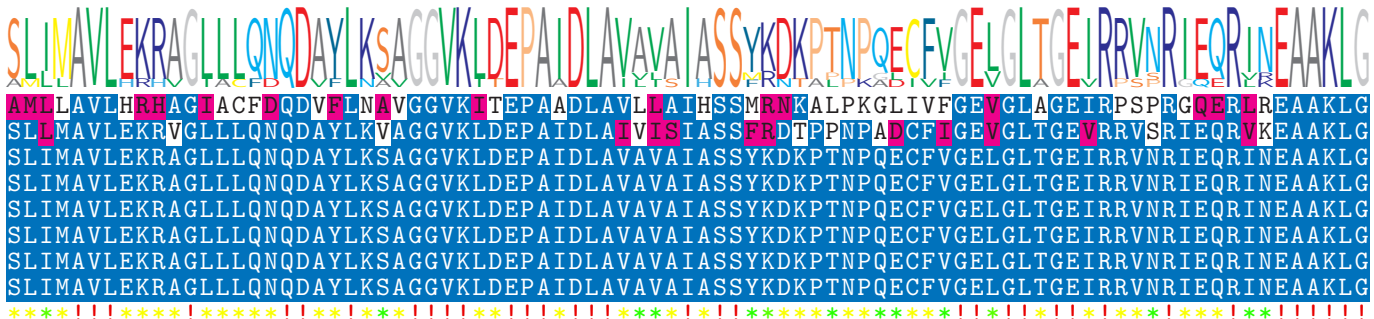 SLIMAVLEKRAGLLLQNQDAYLKSAGGVKLDEPAIDLAVAVAIASSYKDKPTNPQECFVGELGLTGEIRRVNRIEQRINEAAKLG
AMLLAVLHRHAGIACFDQDVFLNAVGGVKITEPAADLAVLLAIHSSMRNKALPKGLIVFGEVGLAGEIRPSPRGQERLREAAKLG
SLLMAVLEKRVGLLLQNQDAYLKVAGGVKLDEPAIDLAIVISIASSFRDTPPNPADCFIGEVGLTGEVRRVSRIEQRVKEAAKLG
SLIMAVLEKRAGLLLQNQDAYLKSAGGVKLDEPAIDLAVAVAIASSYKDKPTNPQECFVGELGLTGEIRRVNRIEQRINEAAKLG
SLIMAVLEKRAGLLLQNQDAYLKSAGGVKLDEPAIDLAVAVAIASSYKDKPTNPQECFVGELGLTGEIRRVNRIEQRINEAAKLG
SLIMAVLEKRAGLLLQNQDAYLKSAGGVKLDEPAIDLAVAVAIASSYKDKPTNPQECFVGELGLTGEIRRVNRIEQRINEAAKLG
SLIMAVLEKRAGLLLQNQDAYLKSAGGVKLDEPAIDLAVAVAIASSYKDKPTNPQECFVGELGLTGEIRRVNRIEQRINEAAKLG
SLIMAVLEKRAGLLLQNQDAYLKSAGGVKLDEPAIDLAVAVAIASSYKDKPTNPQECFVGELGLTGEIRRVNRIEQRINEAAKLG
SLIMAVLEKRAGLLLQNQDAYLKSAGGVKLDEPAIDLAVAVAIASSYKDKPTNPQECFVGELGLTGEIRRVNRIEQRINEAAKLG
****!!!****!*****!!**!***!!!!**!!!*!!!****!*!!*************!!*!!*!!*!***!***!**!!!!!!